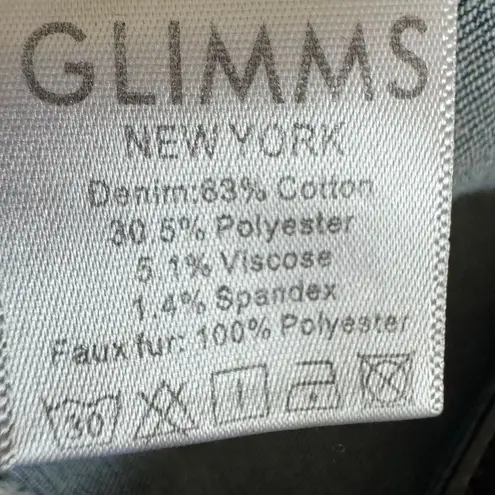 GLIMMS
NEW YORK
Denim:63% Cotton
30.5% Polyester
5.1% Viscose
1.4% Spandex
Faux fur: 100% Polyester
30